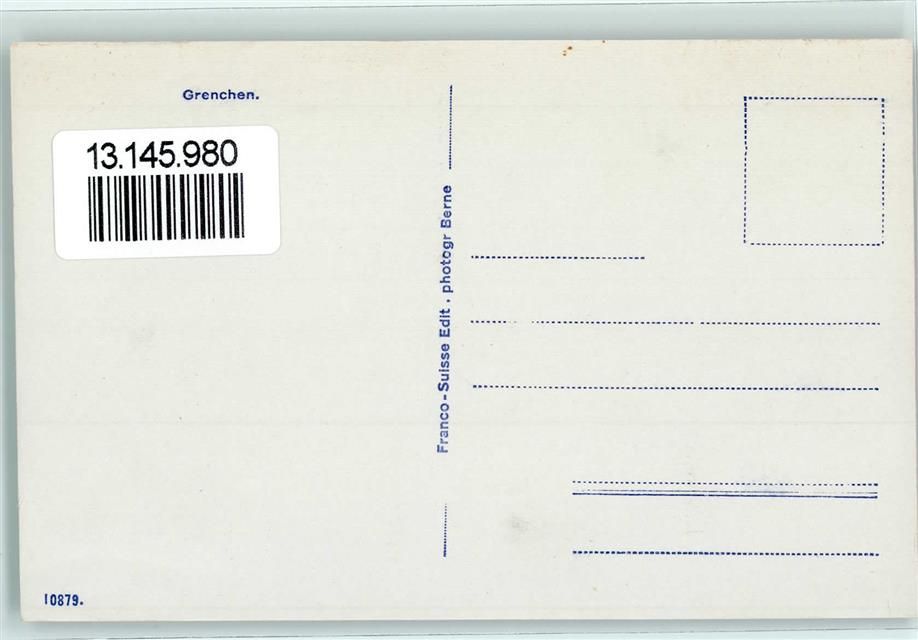 Grenchen.
13.145.980
Franco-Suisse Edit. photogr Berne
10879.